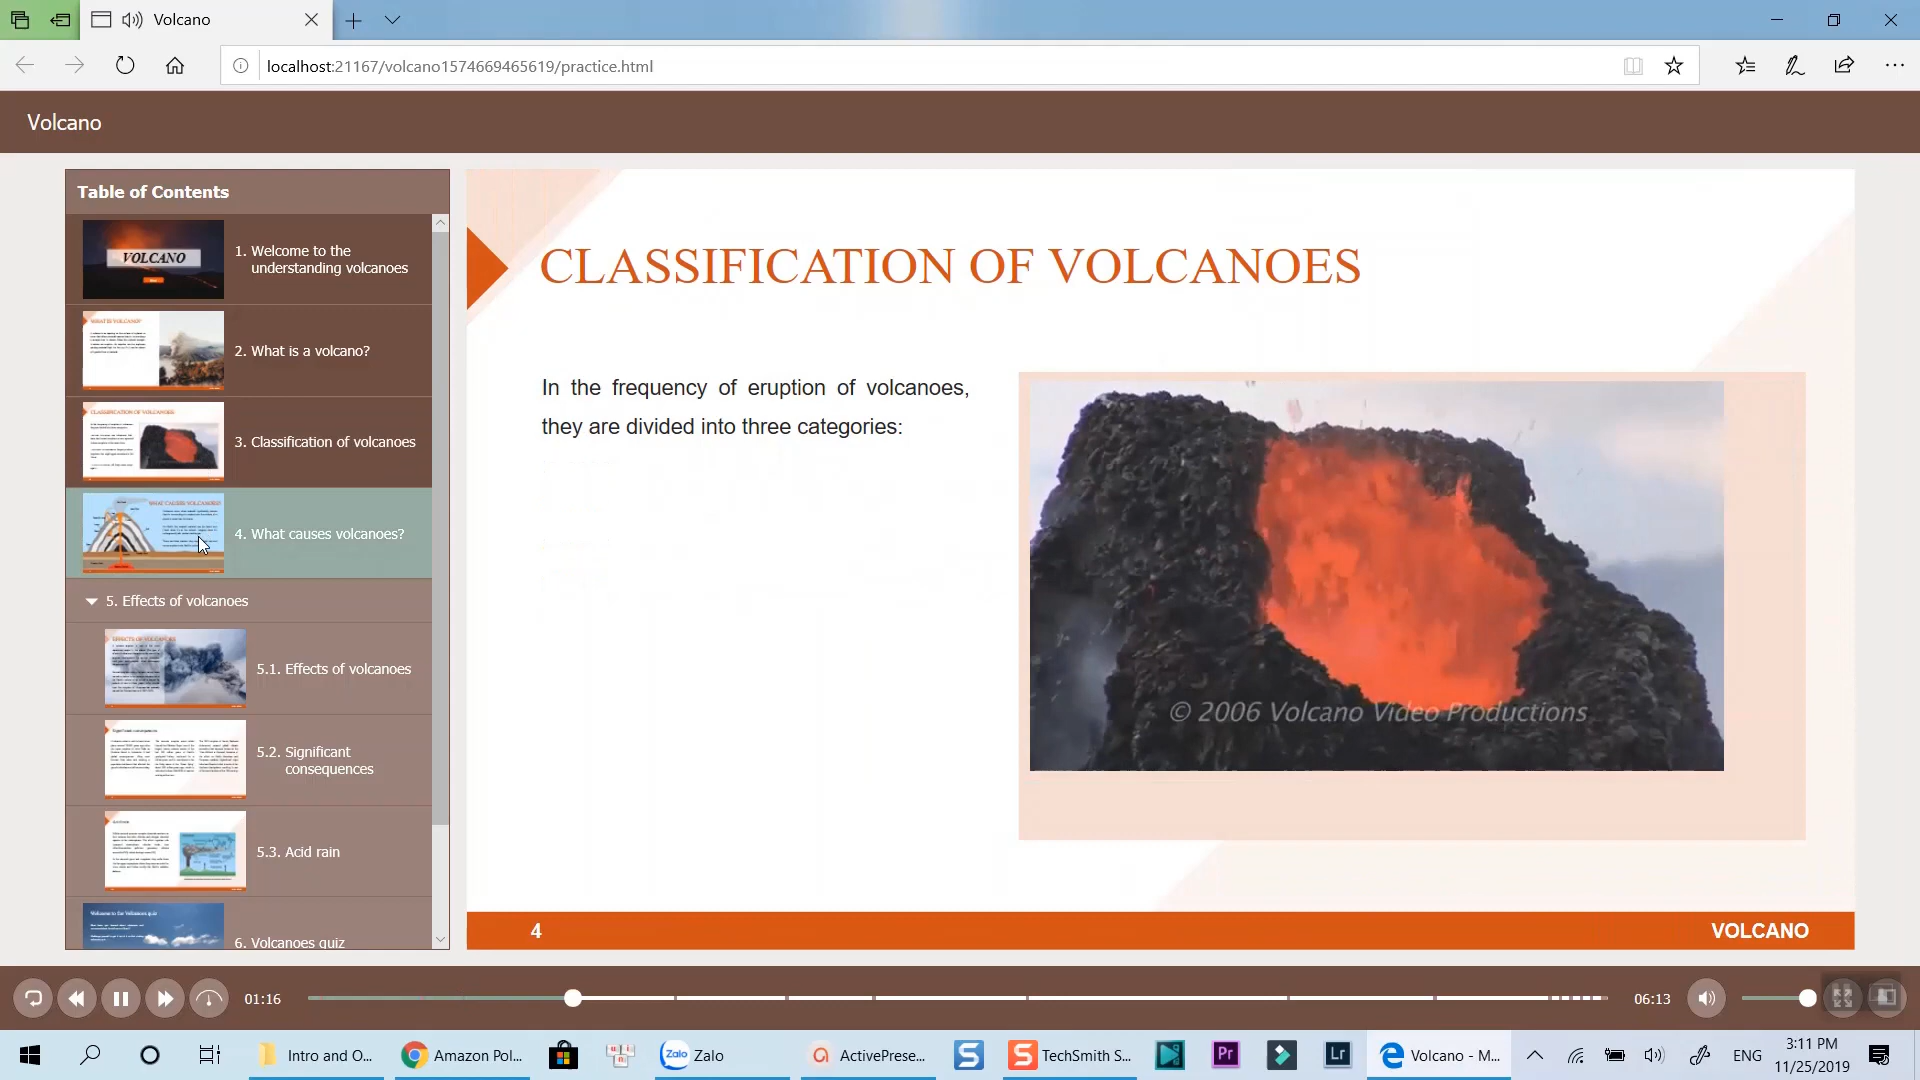 Volcano
localhost:21167/volcano1574669465619/practice.html
Volcano
Table of Contents
VOLCANO
1. Welcome to the
understanding volcanoes
WHAT IS VOLCANO?
2. What is a volcano?
CLASSIFICATION OF VOLCANOES
3. Classification of volcanoes
WHAT CAUSES VOLCANOES?
4. What causes volcanoes?
5. Effects of volcanoes
EFFECTS OF VOLCANOES
5.1. Effects of volcanoes
Significant consequences
5.2. Significant
consequences
5.3. Acid rain
Welcome to the Volcanoes quiz
6. Volcanoes quiz
CLASSIFICATION OF VOLCANOES
In the frequency of eruption of volcanoes,
they are divided into three categories:
© 2006 Volcano Video Productions
4
VOLCANO
01:16
06:13
Intro and O...
Amazon Pol...
Zalo
Zalo
ActivePrese...
S
S
TechSmith S...
Pr
Lr
Volcano - M...
ENG
3:11 PM
11/25/2019